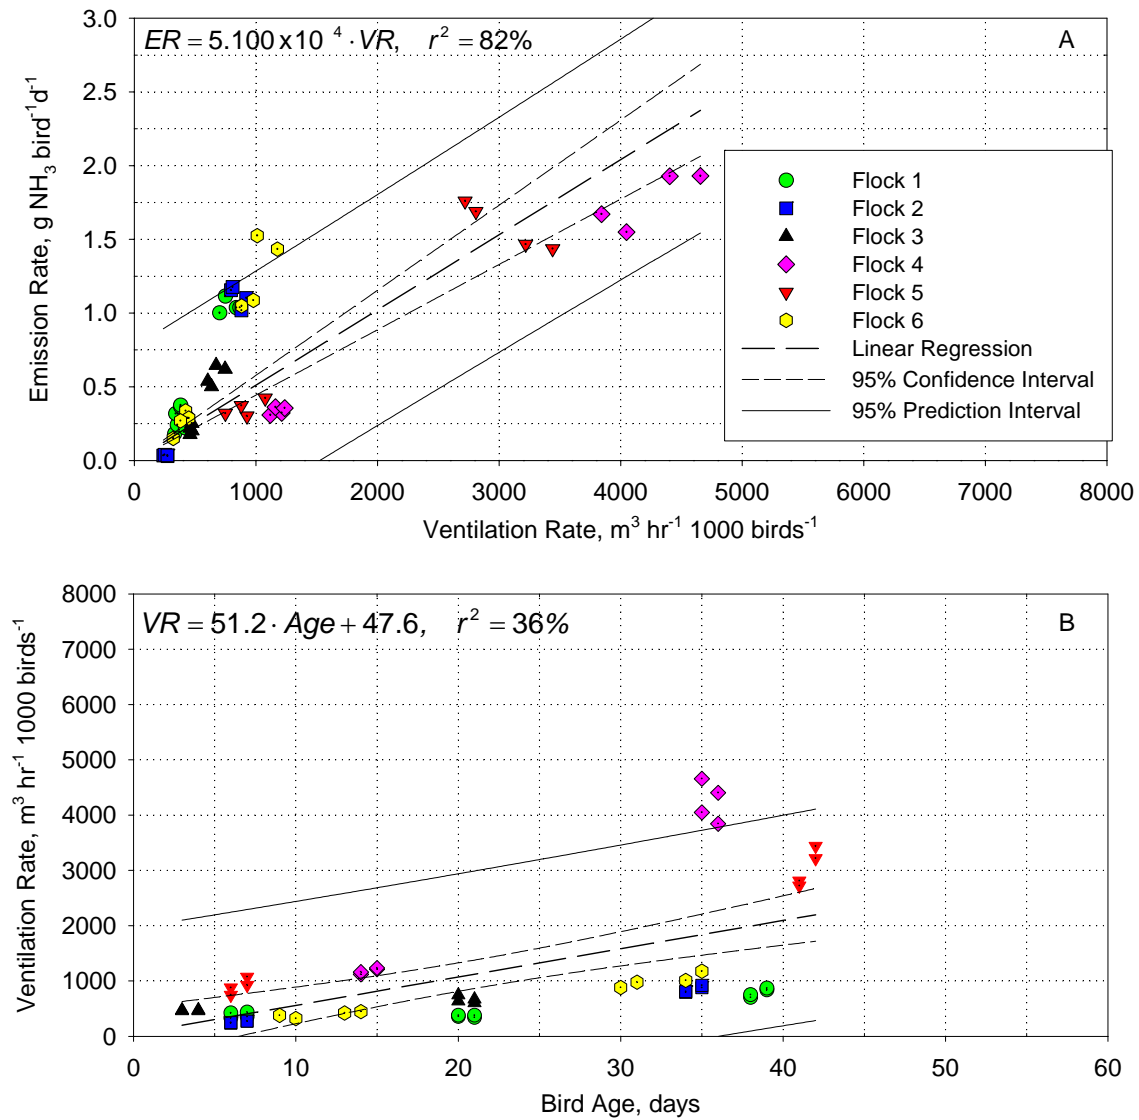 ER = 5.100 x10 4 · VR, r² = 82%
A
3.0
2.5
2.0
1.5
1.0
0.5
0.0
Emission Rate, g NH₃ bird⁻¹d⁻¹
Flock 1
Flock 2
Flock 3
Flock 4
Flock 5
Flock 6
Linear Regression
95% Confidence Interval
95% Prediction Interval
0 1000 2000 3000 4000 5000 6000 7000 8000
Ventilation Rate, m³ hr⁻¹ 1000 birds⁻¹
VR = 51.2 · Age + 47.6, r² = 36%
B
8000
7000
6000
5000
4000
3000
2000
1000
0
Ventilation Rate, m³ hr⁻¹ 1000 birds⁻¹
0 10 20 30 40 50 60
Bird Age, days